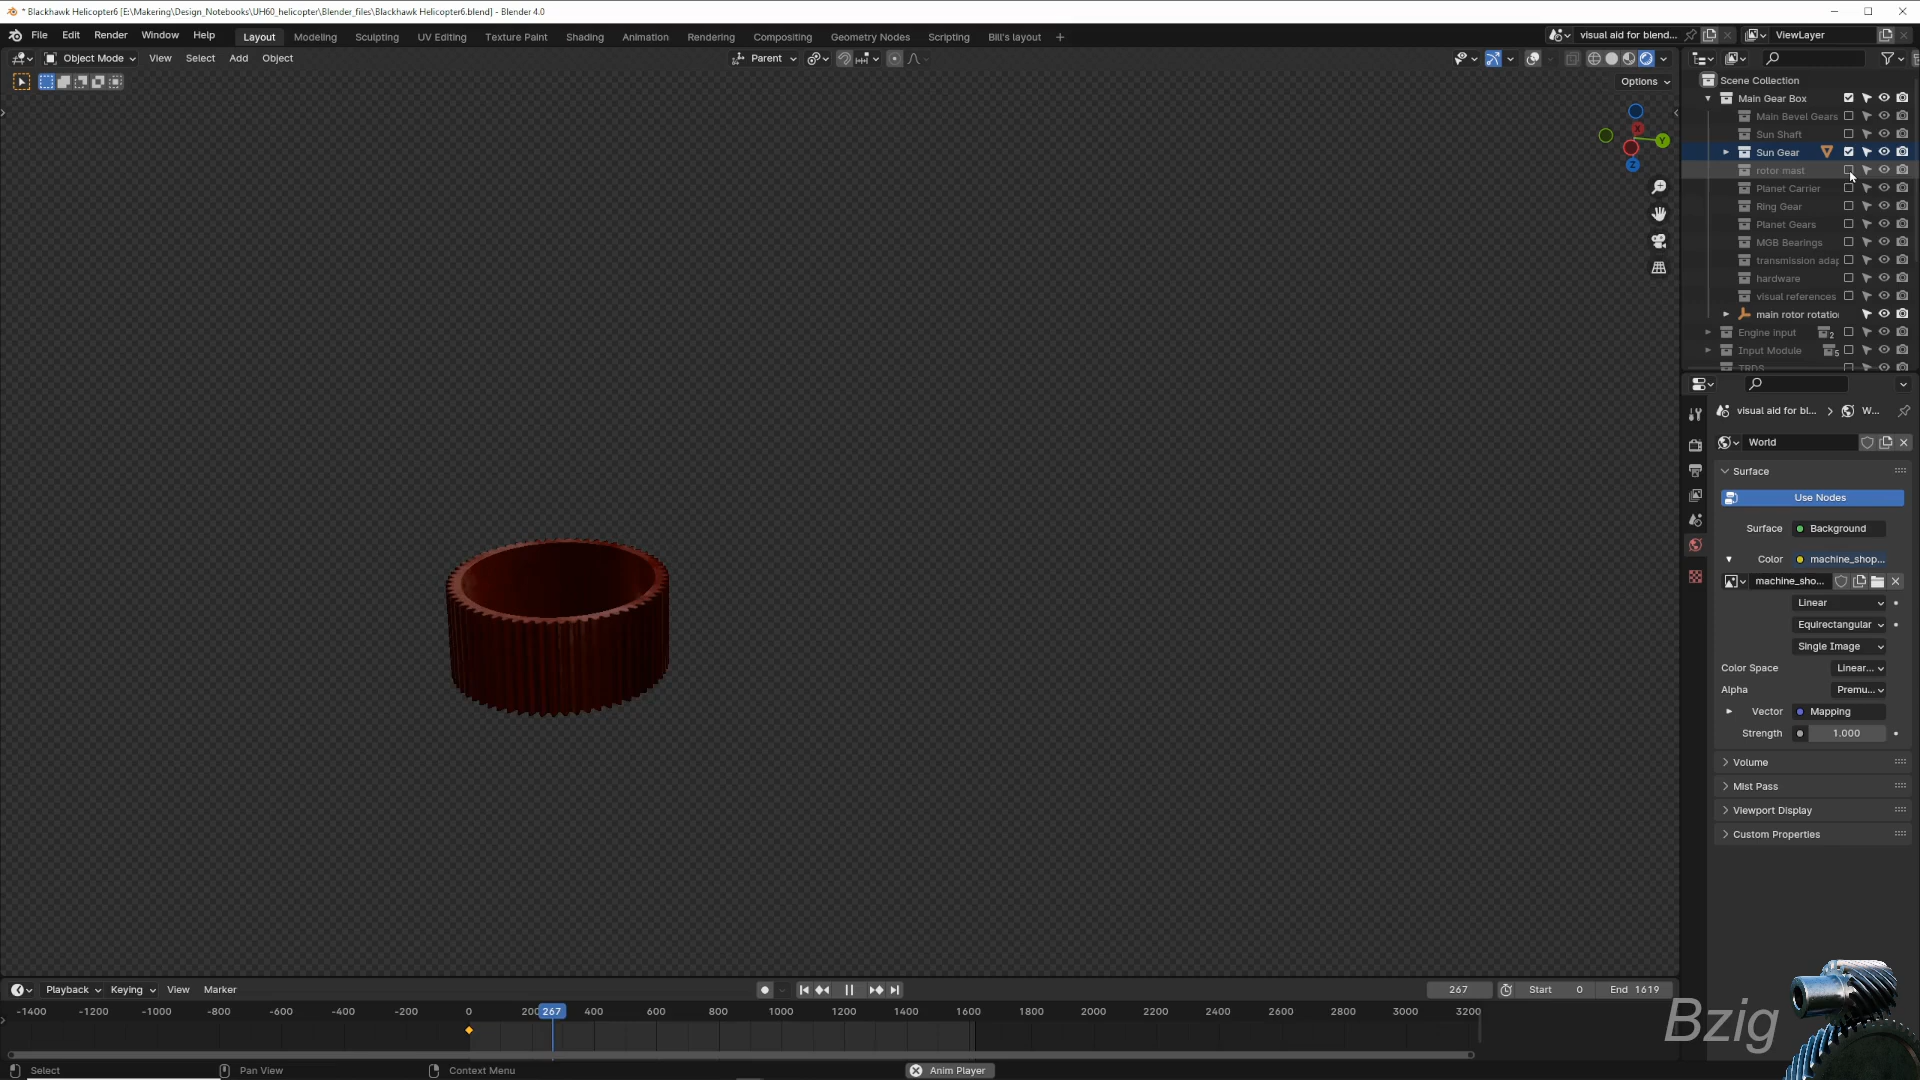 * Blackhawk Helicopter6 [E:\Makering\Design_Notebooks\UH60_helicopter\Blender_files\Blackhawk Helicopter6.blend] - Blender 4.0
File Edit Render Window Help Layout Modeling Sculpting UV Editing Texture Paint Shading Animation Rendering Compositing Geometry Nodes Scripting Bill's layout + visual aid for blend... ViewLayer
Object Mode View Select Add Object Parent
Options
Scene Collection
Main Gear Box
Main Bevel Gears
Sun Shaft
Sun Gear
rotor mast
Planet Carrier
Ring Gear
Planet Gears
MGB Bearings
transmission adap
hardware
visual references
main rotor rotatio
Engine input 2
Input Module 5
TRDS
X
Y
Z
visual aid for bl... > W...
World
Surface
Use Nodes
Surface Background
Color machine_shop...
machine_sho...
Linear
Equirectangular
Single Image
Color Space Linear...
Alpha Premu...
Vector Mapping
Strength 1.000
Volume
Mist Pass
Viewport Display
Custom Properties
Playback Keying View Marker 267 Start 0 End 1619
-1400 -1200 -1000 -800 -600 -400 -200 0 200 267 400 600 800 1000 1200 1400 1600 1800 2000 2200 2400 2600 2800 3000 3200
Select Pan View Context Menu Anim Player
Bzig